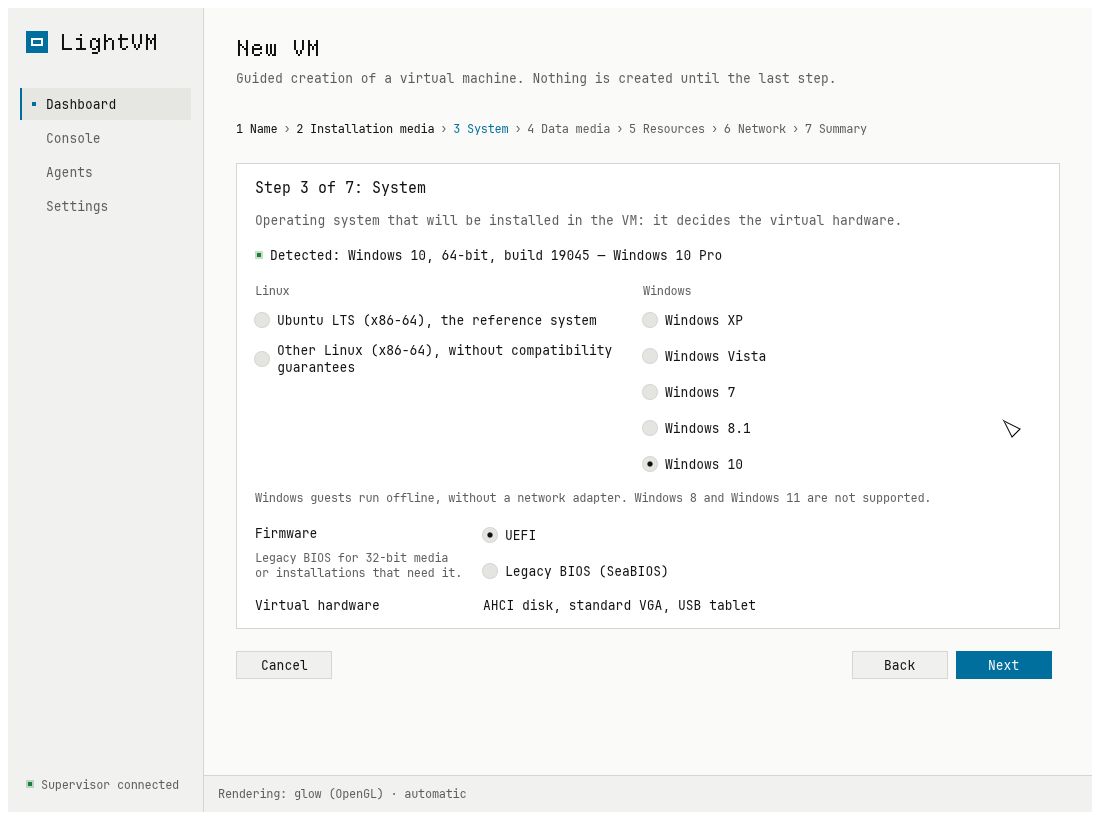 LightVM
Dashboard
Console
Agents
Settings
Supervisor connected
New VM
Guided creation of a virtual machine. Nothing is created until the last step.
1 Name › 2 Installation media › 3 System › 4 Data media › 5 Resources › 6 Network › 7 Summary
Step 3 of 7: System
Operating system that will be installed in the VM: it decides the virtual hardware.
Detected: Windows 10, 64-bit, build 19045 — Windows 10 Pro
Linux
Ubuntu LTS (x86-64), the reference system
Other Linux (x86-64), without compatibility
guarantees
Windows
Windows XP
Windows Vista
Windows 7
Windows 8.1
Windows 10
Windows guests run offline, without a network adapter. Windows 8 and Windows 11 are not supported.
Firmware
Legacy BIOS for 32-bit media
or installations that need it.
UEFI
Legacy BIOS (SeaBIOS)
Virtual hardware
AHCI disk, standard VGA, USB tablet
Cancel
Back
Next
Rendering: glow (OpenGL) · automatic